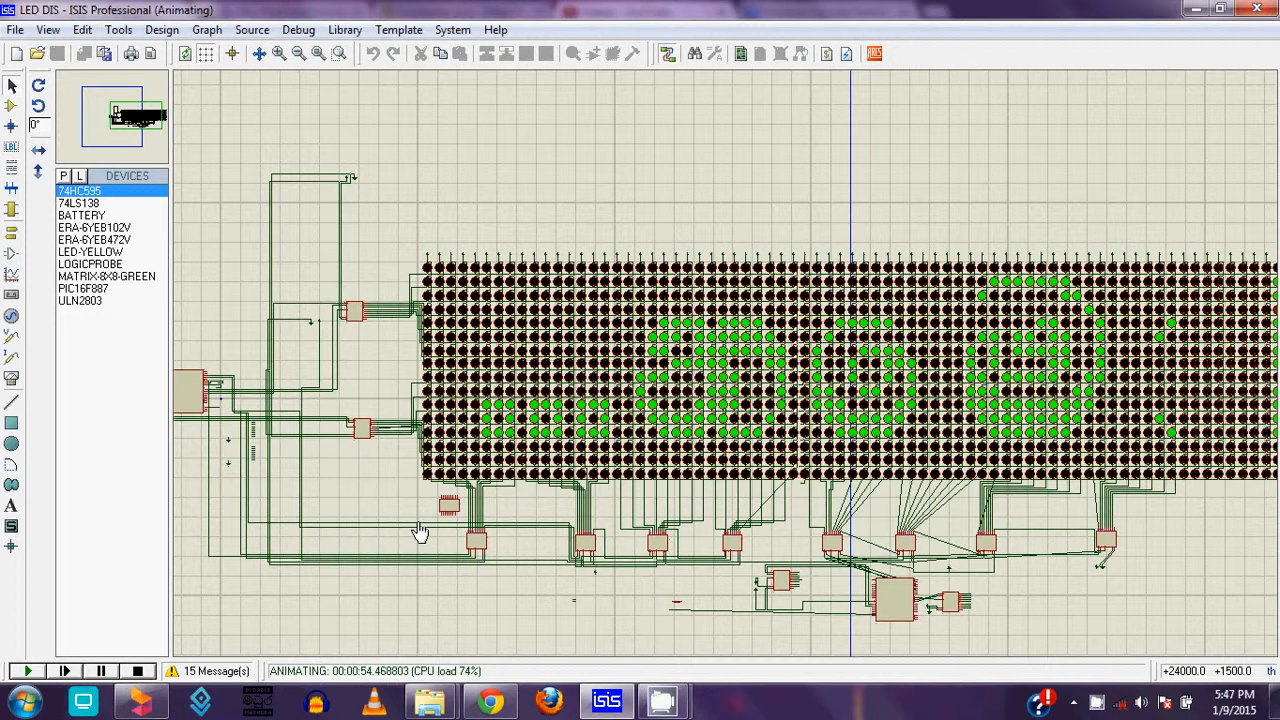 LED DIS - ISIS Professional (Animating)
File View Edit Tools Design Graph Source Debug Library Template System Help
0°
LBL
P L DEVICES
74HC595
74LS138
BATTERY
ERA-6YEB102V
ERA-6YEB472V
LED-YELLOW
LOGICPROBE
MATRIX-8X8-GREEN
PIC16F887
ULN2803
A
15 Message(s) ANIMATING: 00:00:54.468803 (CPU load 74%) +24000.0 +1500.0 th
isis
5:47 PM
1/9/2015